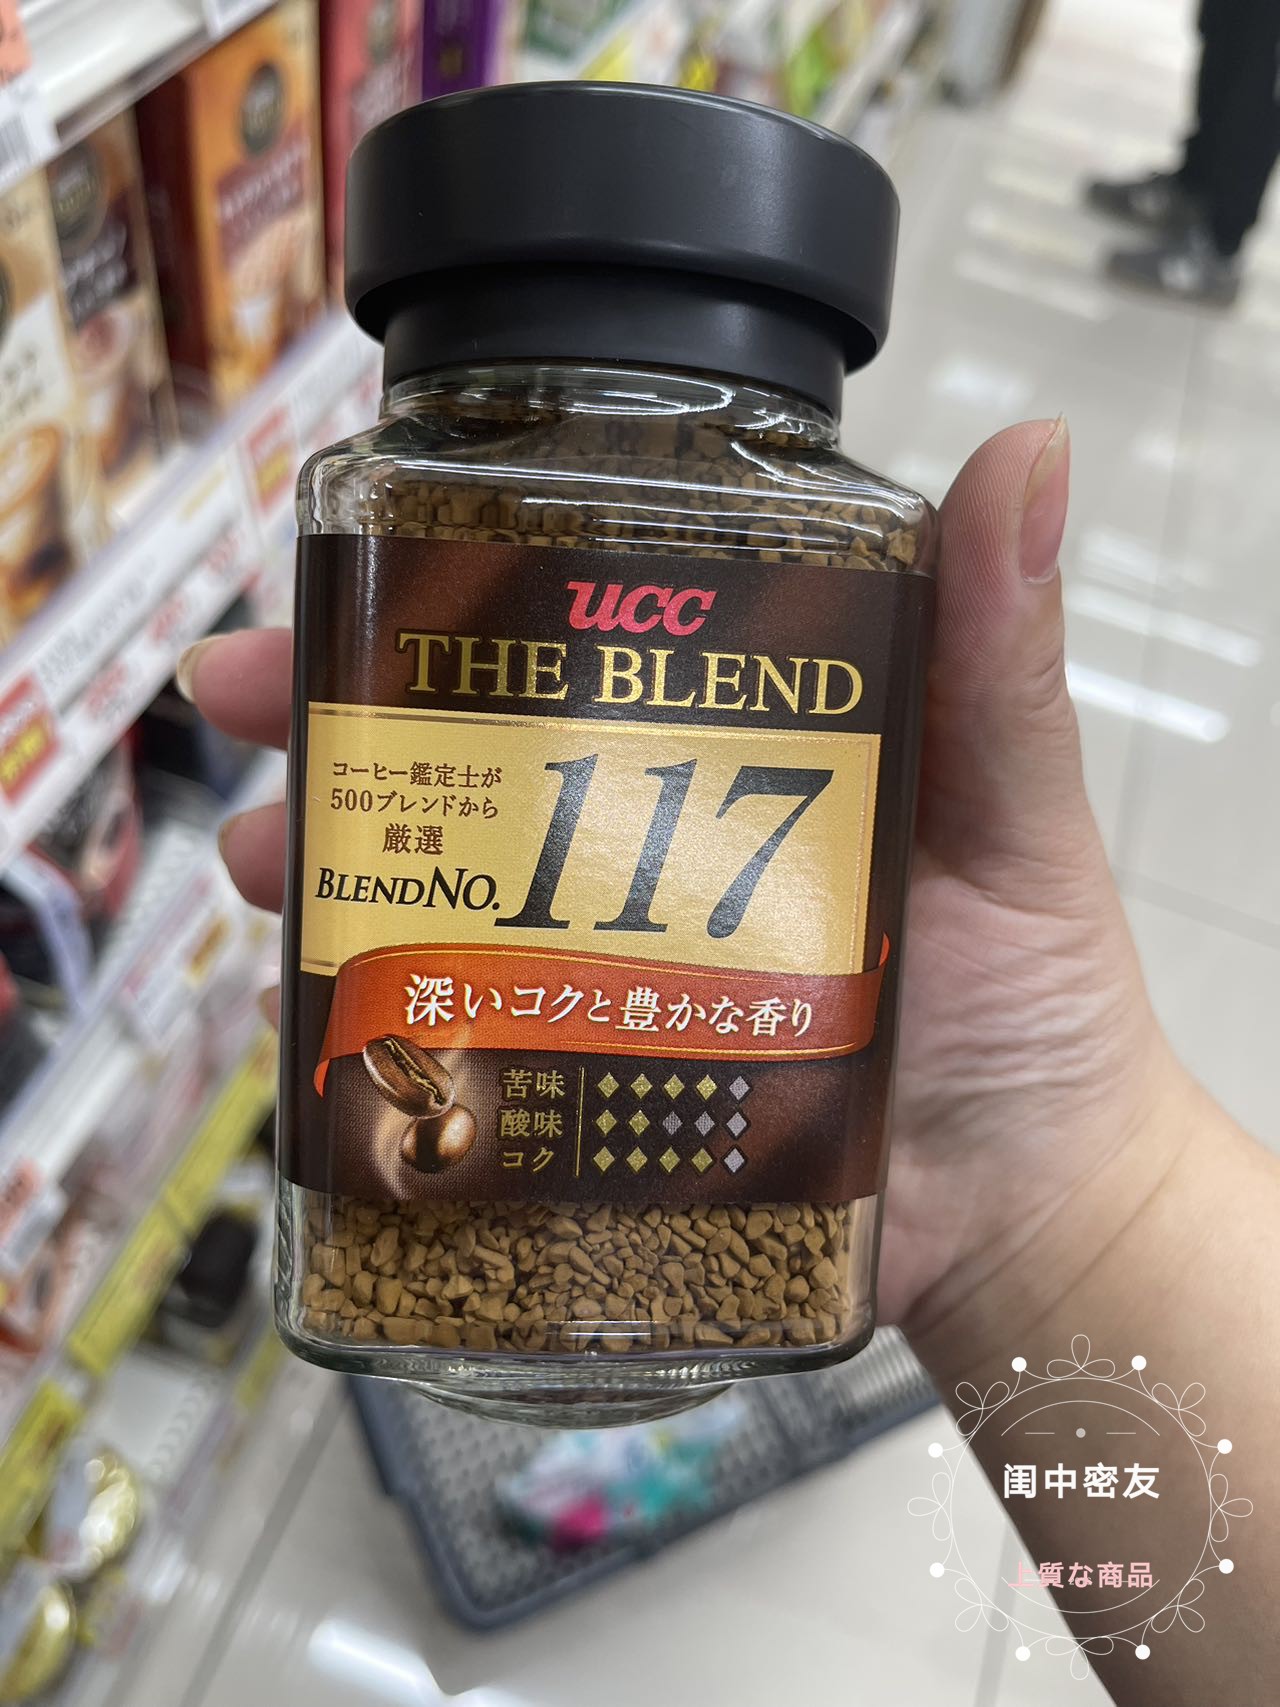 UCC
THE BLEND
コーヒー鑑定士が
500ブレンドから
厳選
BLEND NO. 117
深いコクと豊かな香り
苦味
酸味
コク
闺中密友
上質な商品